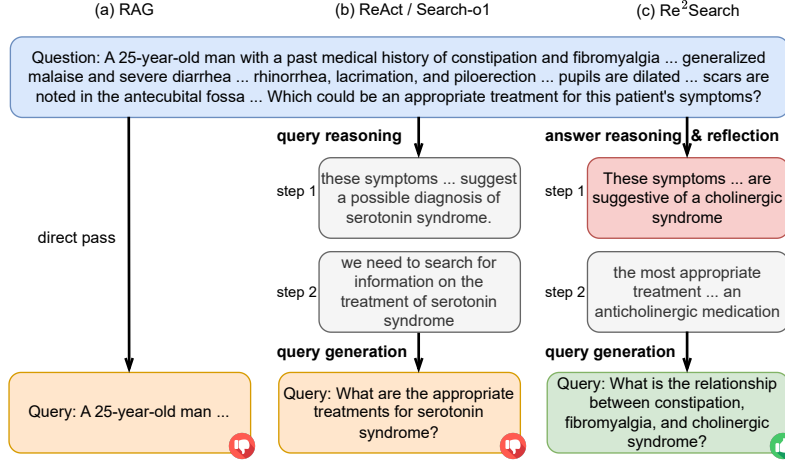 (a) RAG
(b) ReAct / Search-o1
(c) Re²Search
Question: A 25-year-old man with a past medical history of constipation and fibromyalgia ... generalized
malaise and severe diarrhea ... rhinorrhea, lacrimation, and piloerection ... pupils are dilated ... scars are
noted in the antecubital fossa ... Which could be an appropriate treatment for this patient's symptoms?
direct pass
Query: A 25-year-old man ...
query reasoning
step 1
these symptoms ... suggest
a possible diagnosis of
serotonin syndrome.
step 2
we need to search for
information on the
treatment of serotonin
syndrome
query generation
Query: What are the appropriate
treatments for serotonin
syndrome?
answer reasoning & reflection
step 1
These symptoms ... are
suggestive of a cholinergic
syndrome
step 2
the most appropriate
treatment ... an
anticholinergic medication
query generation
Query: What is the relationship
between constipation,
fibromyalgia, and cholinergic
syndrome?